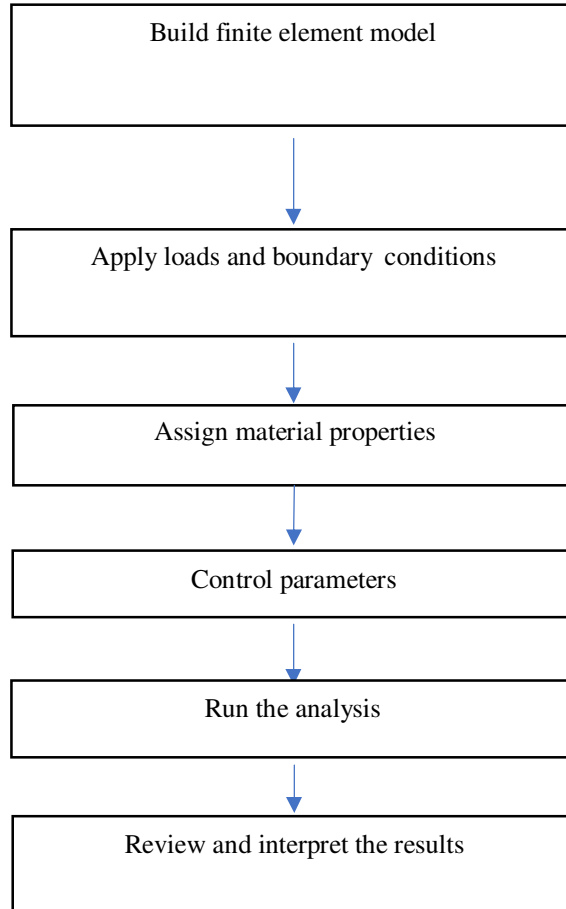 Build finite element model
Apply loads and boundary conditions
Assign material properties
Control parameters
Run the analysis
Review and interpret the results